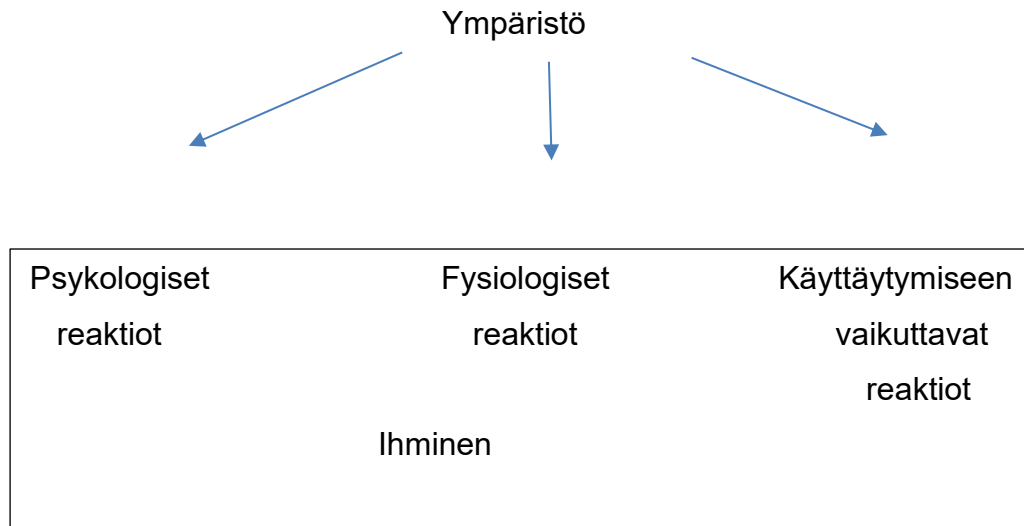 Ympäristö
Psykologiset Fysiologiset Käyttäytymiseen
reaktiot reaktiot vaikuttavat
reaktiot
Ihminen